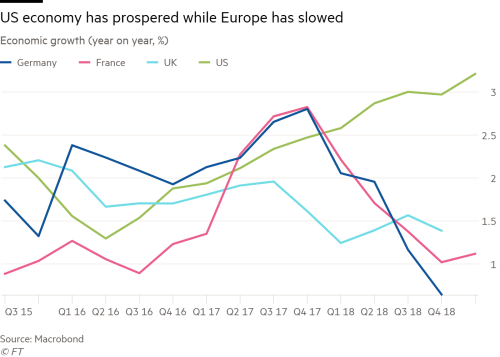 US economy has prospered while Europe has slowed
Economic growth (year on year, %)
Germany France UK US
3
2.5
2
1.5
1
Q3 15 Q1 16 Q2 16 Q3 16 Q4 16 Q1 17 Q2 17 Q3 17 Q4 17 Q1 18 Q2 18 Q3 18 Q4 18
Source: Macrobond
© FT